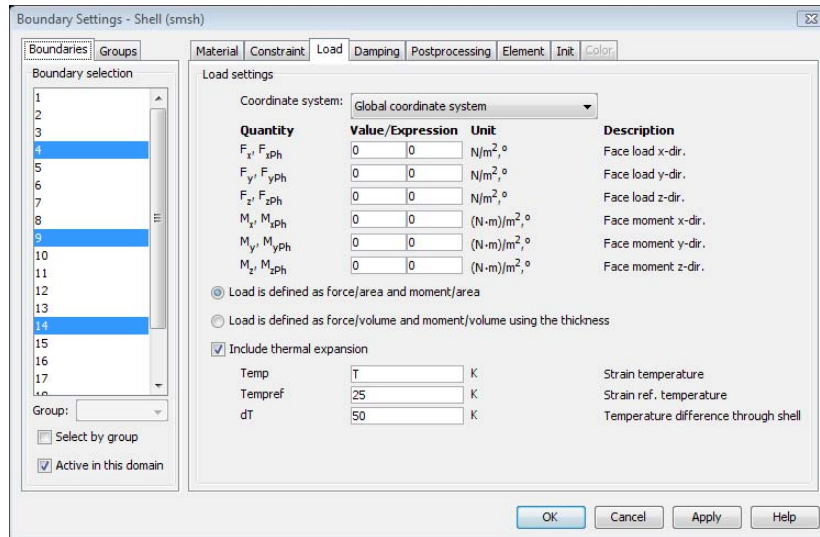 Boundary Settings - Shell (smsh)
Boundaries Groups
Boundary selection
1
2
3
4
5
6
7
8
9
10
11
12
13
14
15
16
17
18
Group:
Select by group
Active in this domain
Material Constraint Load Damping Postprocessing Element Init Color
Load settings
Coordinate system: Global coordinate system
Quantity Value/Expression Unit Description
Fx, FxPh 0 0 N/m²,° Face load x-dir.
Fy, FyPh 0 0 N/m²,° Face load y-dir.
Fz, FzPh 0 0 N/m²,° Face load z-dir.
Mx, MxPh 0 0 (N·m)/m²,° Face moment x-dir.
My, MyPh 0 0 (N·m)/m²,° Face moment y-dir.
Mz, MzPh 0 0 (N·m)/m²,° Face moment z-dir.
Load is defined as force/area and moment/area
Load is defined as force/volume and moment/volume using the thickness
Include thermal expansion
Temp T K Strain temperature
Tempref 25 K Strain ref. temperature
dT 50 K Temperature difference through shell
OK Cancel Apply Help